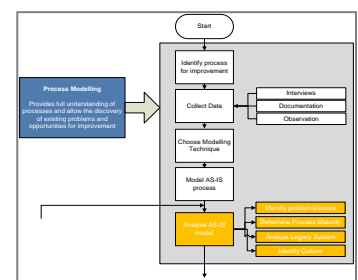 Start
Identify process
for improvement
Process Modelling
Provides full understanding of
processes and allow the discovery
of existing problems and
opportunities for improvement
Collect Data
Interviews
Documentation
Observation
Choose Modelling
Technique
Model AS-IS
process
Analyse AS-IS
model
Identify problems/issues
Determine Process Maturity
Analyse Legacy System
Identify Culture